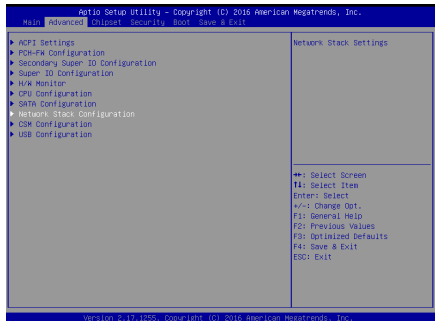 Aptio Setup Utility – Copyright (C) 2016 American Megatrends, Inc.
Main Advanced Chipset Security Boot Save & Exit
ACPI Settings
PCH-FW Configuration
Secondary Super IO Configuration
Super IO Configuration
H/W Monitor
CPU Configuration
SATA Configuration
Network Stack Configuration
CSM Configuration
USB Configuration
Network Stack Settings
→←: Select Screen
↑↓: Select Item
Enter: Select
+/-: Change Opt.
F1: General Help
F2: Previous Values
F3: Optimized Defaults
F4: Save & Exit
ESC: Exit
Version 2.17.1255. Copyright (C) 2016 American Megatrends, Inc.